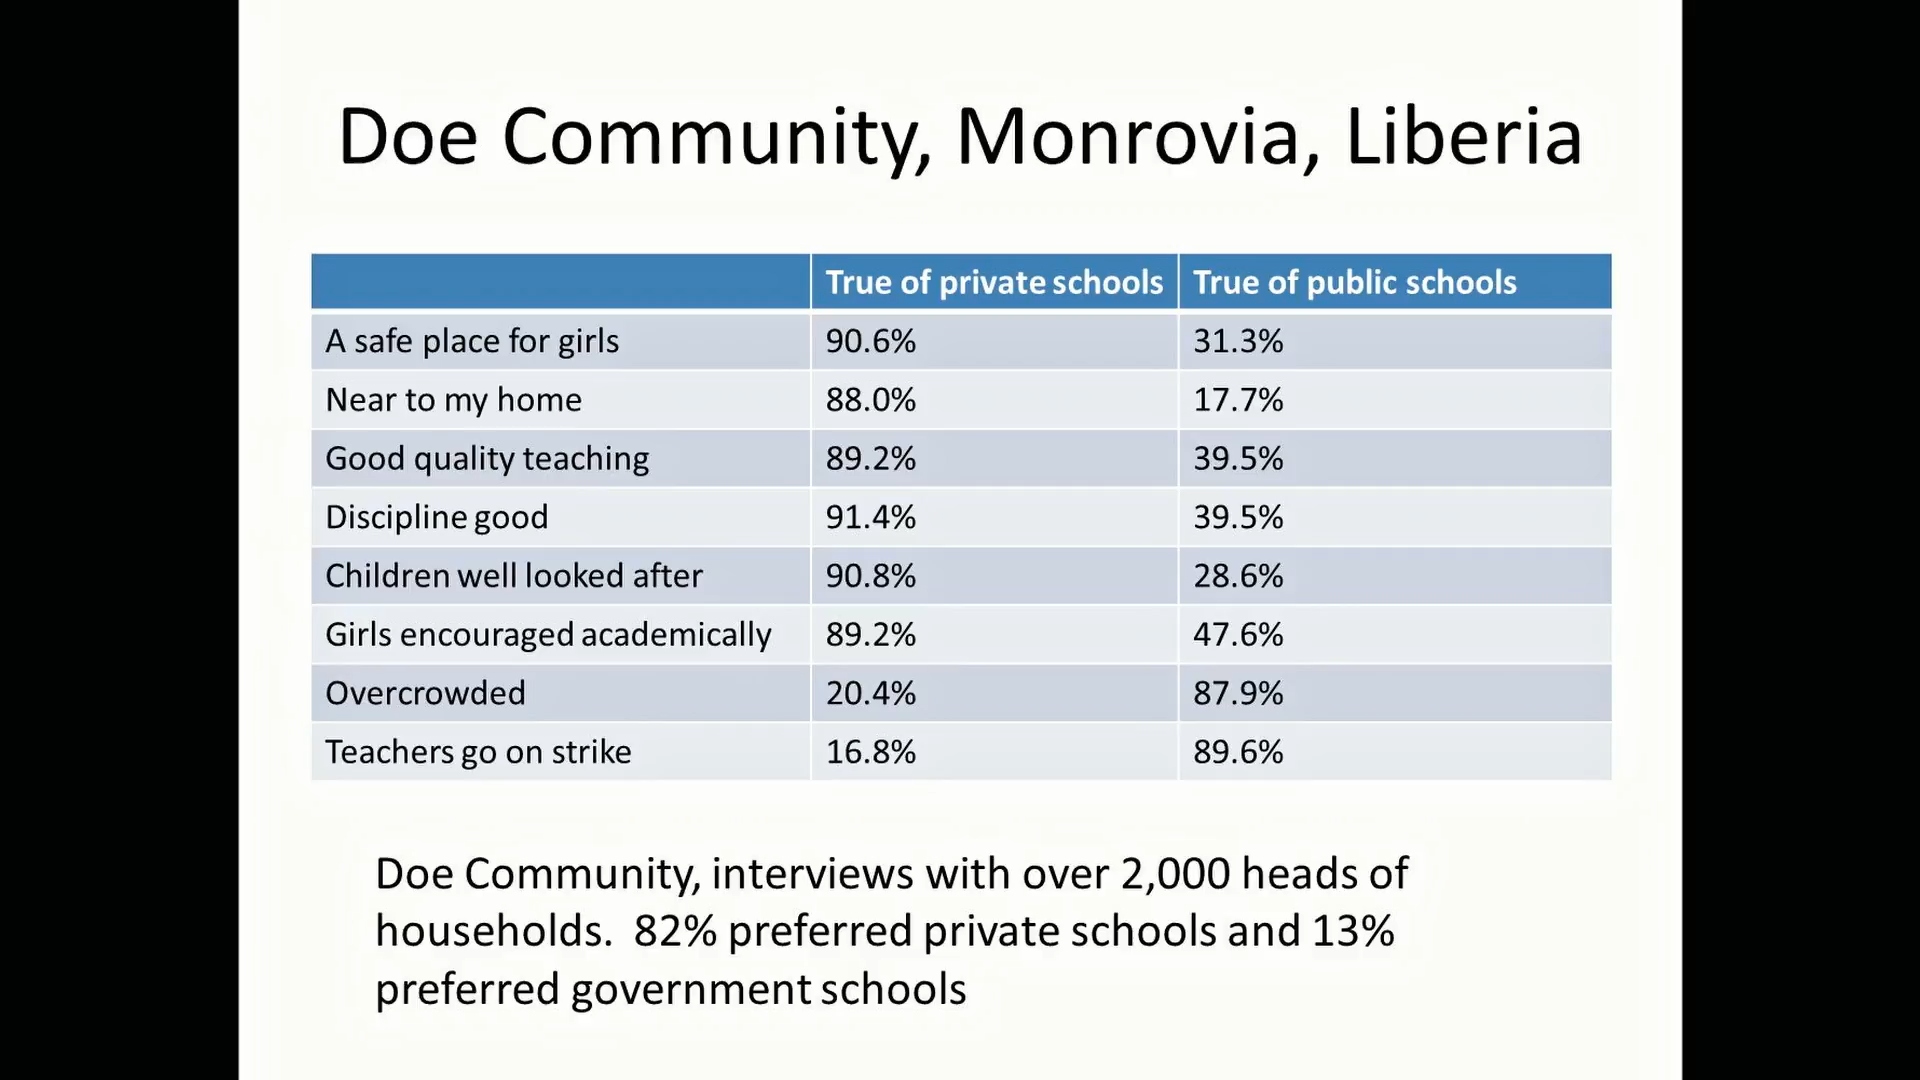 Doe Community, Monrovia, Liberia
True of private schools True of public schools
A safe place for girls 90.6% 31.3%
Near to my home 88.0% 17.7%
Good quality teaching 89.2% 39.5%
Discipline good 91.4% 39.5%
Children well looked after 90.8% 28.6%
Girls encouraged academically 89.2% 47.6%
Overcrowded 20.4% 87.9%
Teachers go on strike 16.8% 89.6%
Doe Community, interviews with over 2,000 heads of
households. 82% preferred private schools and 13%
preferred government schools